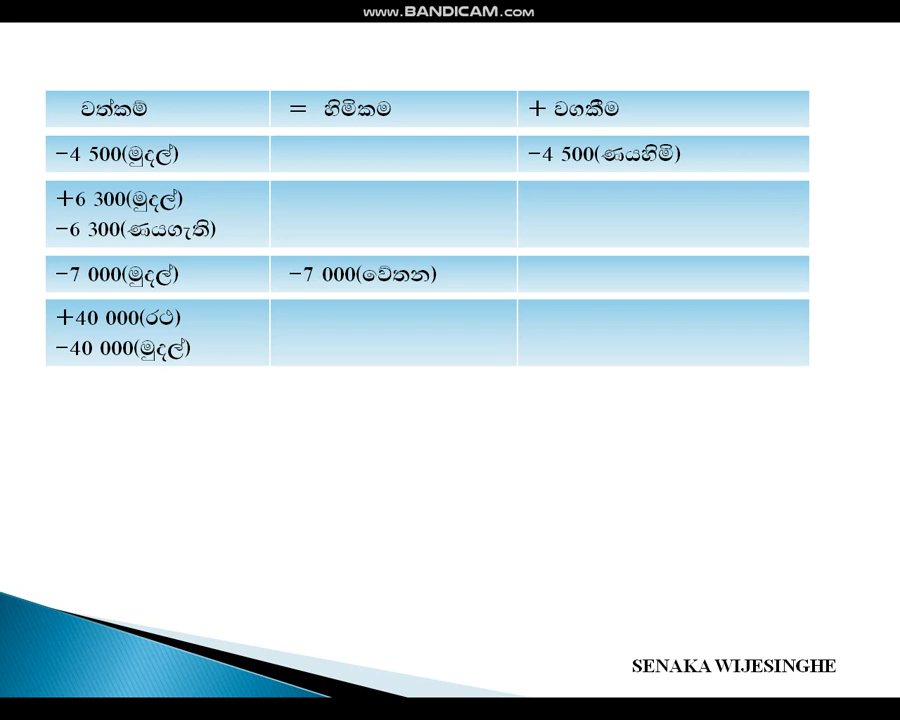 www.BANDICAM.com
වත්කම් = හිමිකම + වගකීම
−4 500(මුදල්) −4 500(ණයහිමි)
+6 300(මුදල්)
−6 300(ණයගැති)
−7 000(මුදල්) −7 000(වේතන)
+40 000(රථ)
−40 000(මුදල්)
SENAKA WIJESINGHE